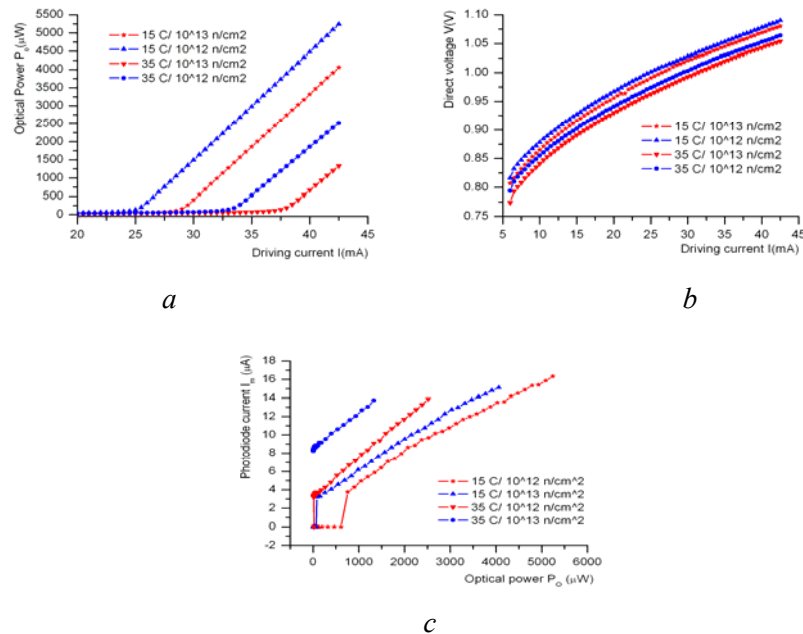 5500
5000
4500
4000
3500
3000
2500
2000
1500
1000
500
0
Optical Power Po(μW)
15 C/ 10^13 n/cm2
15 C/ 10^12 n/cm2
35 C/ 10^13 n/cm2
35 C/ 10^12 n/cm2
20 25 30 35 40 45
Driving current I(mA)
a
1.10
1.05
1.00
0.95
0.90
0.85
0.80
0.75
Direct voltage V(V)
15 C/ 10^13 n/cm2
15 C/ 10^12 n/cm2
35 C/ 10^13 n/cm2
35 C/ 10^12 n/cm2
5 10 15 20 25 30 35 40 45
Driving current I(mA)
b
18
16
14
12
10
8
6
4
2
0
-2
Photodiode current Im (μA)
15 C/ 10^12 n/cm^2
15 C/ 10^13 n/cm^2
35 C/ 10^12 n/cm^2
35 C/ 10^13 n/cm^2
0 1000 2000 3000 4000 5000 6000
Optical power PO (μW)
c